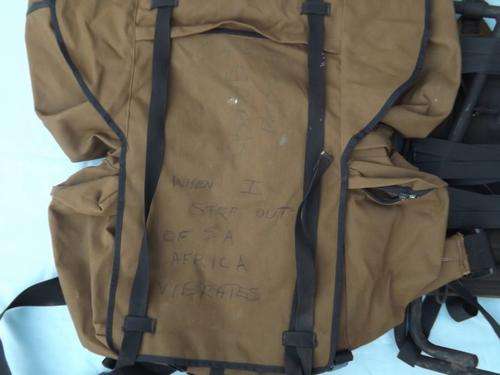 WHEN I
STEP OUT
OF SA
AFRICA
VIBRATES